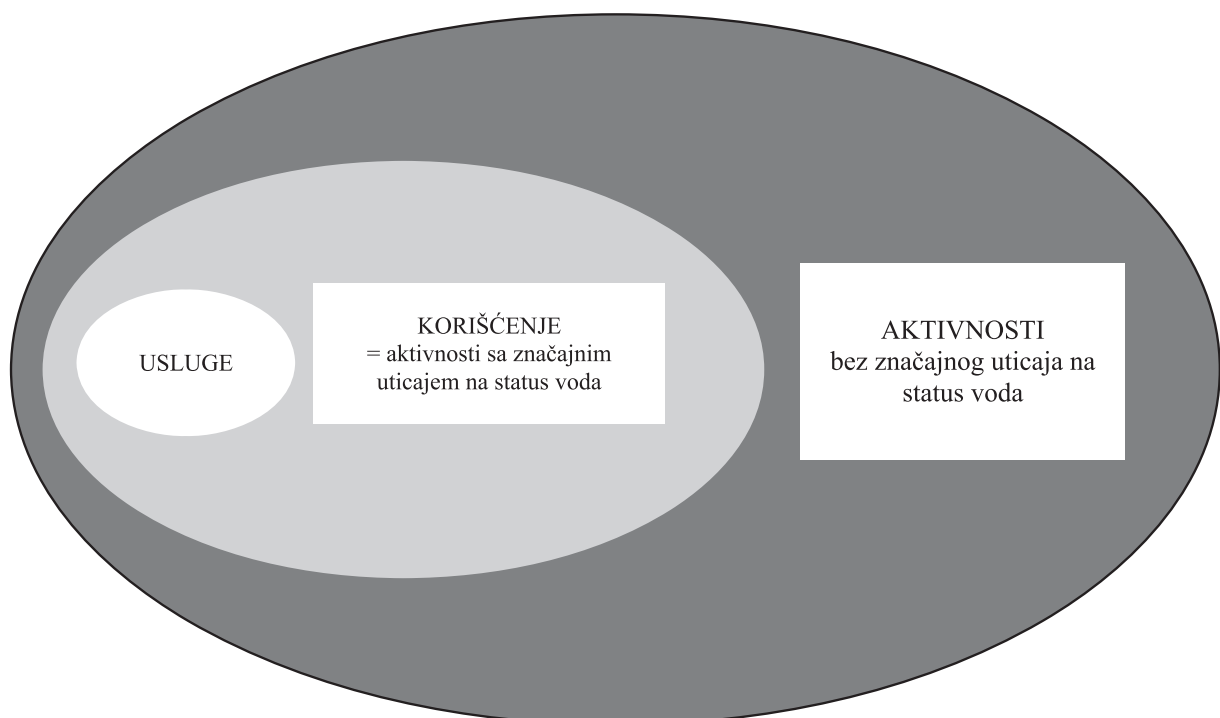 USLUGE
KORIŠĆENJE
= aktivnosti sa značajnim
uticajem na status voda
AKTIVNOSTI
bez značajnog uticaja na
status voda